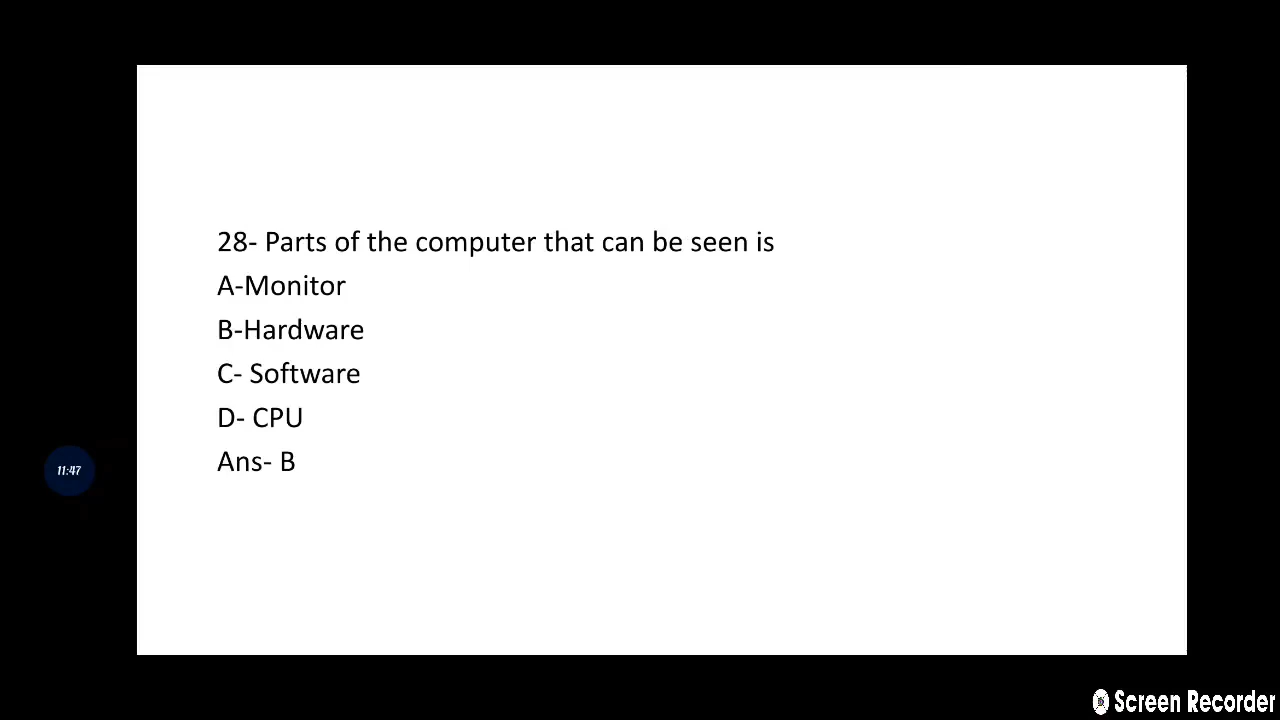 28- Parts of the computer that can be seen is
A-Monitor
B-Hardware
C- Software
D- CPU
Ans- B
11:47
Screen Recorder